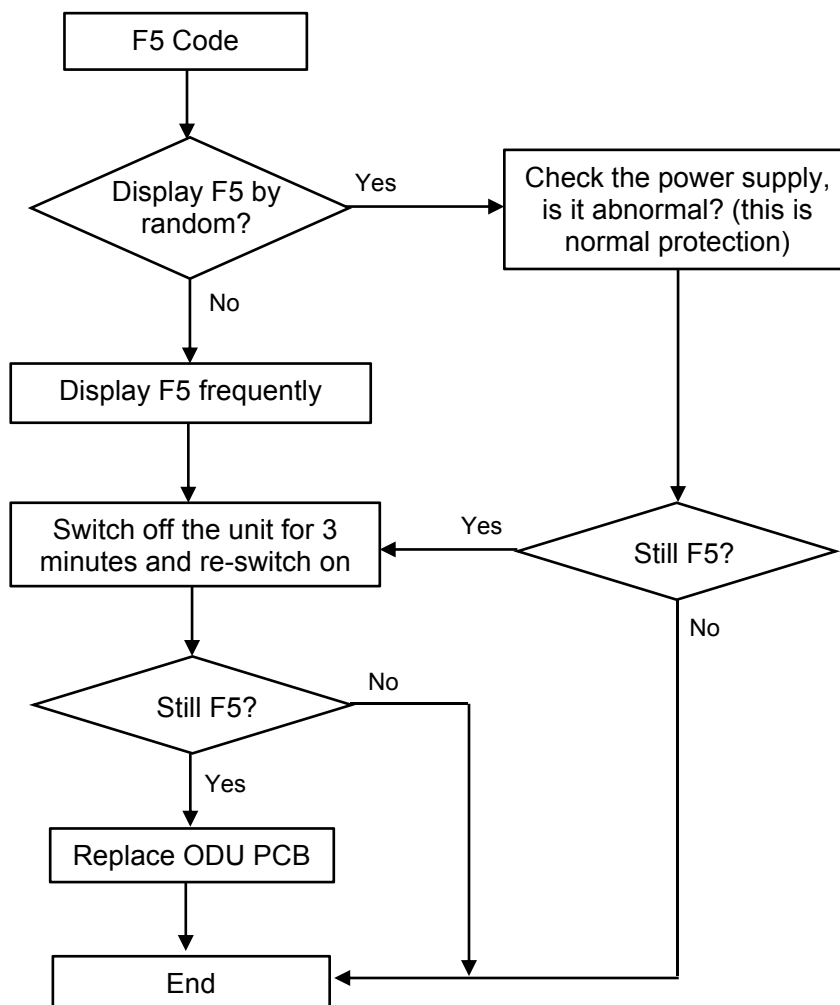 F5 Code
Display F5 by
random?
Yes
Check the power supply,
is it abnormal? (this is
normal protection)
No
Display F5 frequently
Switch off the unit for 3
minutes and re-switch on
Yes
Still F5?
No
Still F5?
No
Yes
Replace ODU PCB
End